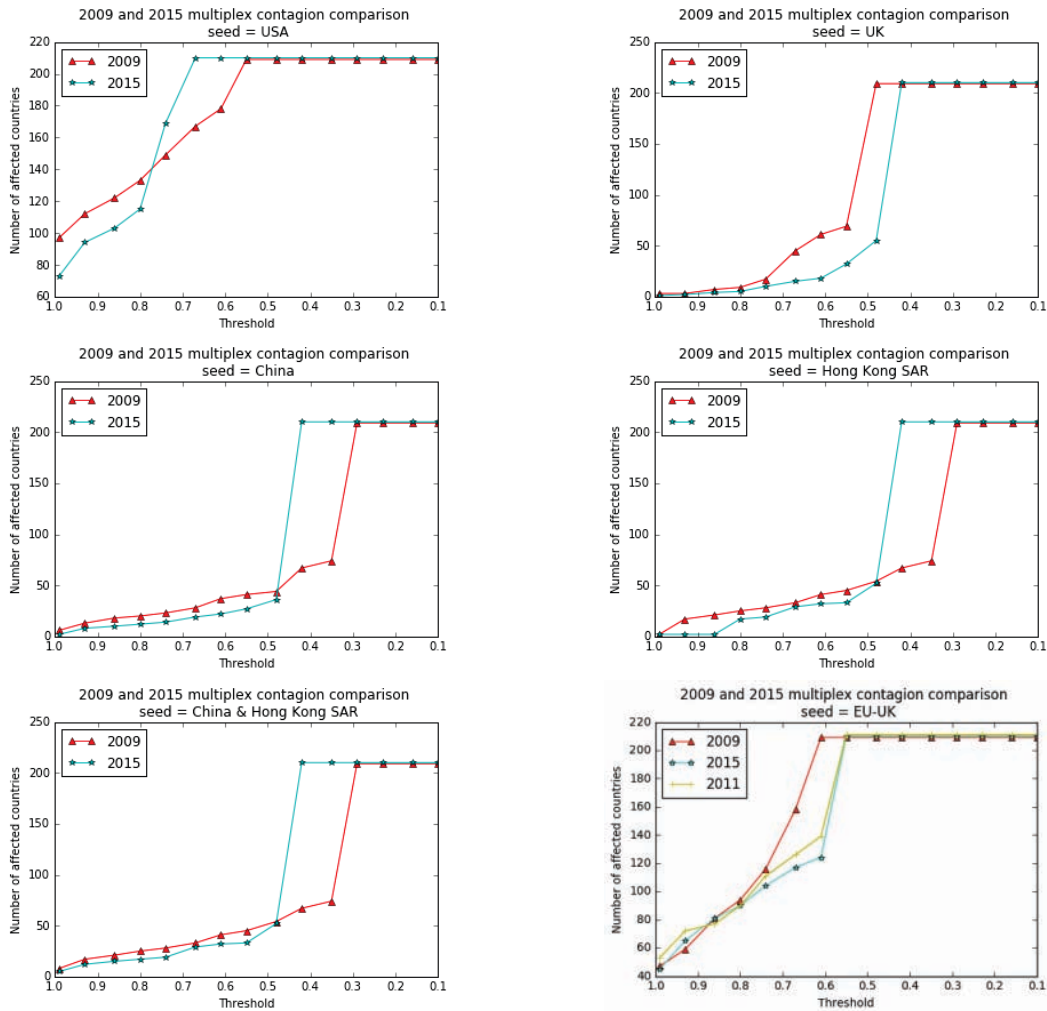 2009 and 2015 multiplex contagion comparison
seed = USA
220
200
180
160
140
120
100
80
60
Number of affected countries
2009
2015
1.0 0.9 0.8 0.7 0.6 0.5 0.4 0.3 0.2 0.1
Threshold
2009 and 2015 multiplex contagion comparison
seed = UK
250
200
150
100
50
0
Number of affected countries
2009
2015
1.0 0.9 0.8 0.7 0.6 0.5 0.4 0.3 0.2 0.1
Threshold
2009 and 2015 multiplex contagion comparison
seed = China
250
200
150
100
50
0
Number of affected countries
2009
2015
1.0 0.9 0.8 0.7 0.6 0.5 0.4 0.3 0.2 0.1
Threshold
2009 and 2015 multiplex contagion comparison
seed = Hong Kong SAR
250
200
150
100
50
0
Number of affected countries
2009
2015
1.0 0.9 0.8 0.7 0.6 0.5 0.4 0.3 0.2 0.1
Threshold
2009 and 2015 multiplex contagion comparison
seed = China & Hong Kong SAR
250
200
150
100
50
0
Number of affected countries
2009
2015
1.0 0.9 0.8 0.7 0.6 0.5 0.4 0.3 0.2 0.1
Threshold
2009 and 2015 multiplex contagion comparison
seed = EU-UK
220
200
180
160
140
120
100
80
60
40
Number of affected countries
2009
2015
2011
1.0 0.9 0.8 0.7 0.6 0.5 0.4 0.3 0.2 0.1
Threshold